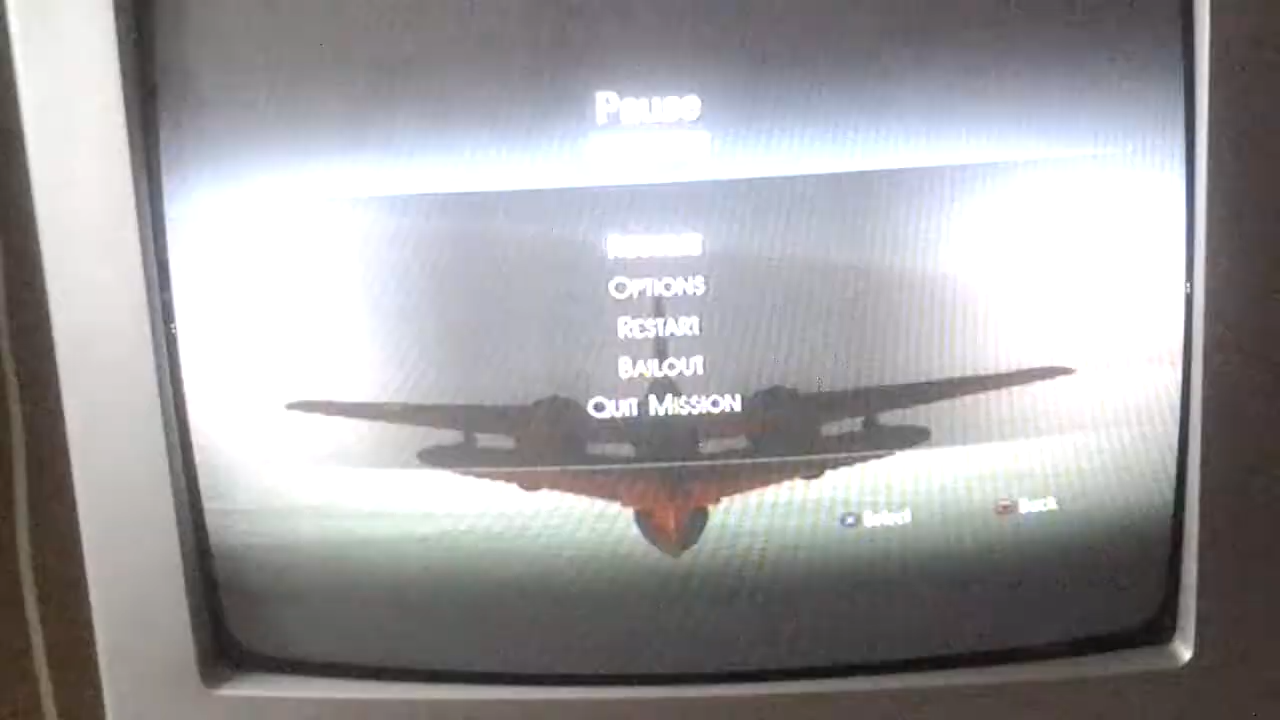 Pause
OPTIONS
RESTART
BAILOUT
QUIT MISSION
Select
Back